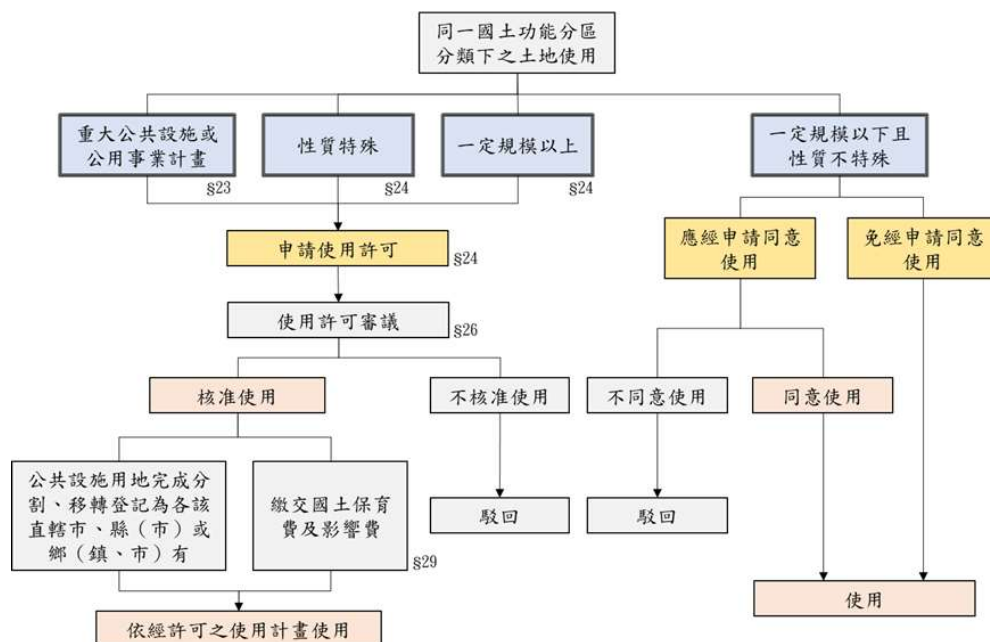 同一國土功能分區
分類下之土地使用
重大公共設施或
公用事業計畫
§23
性質特殊
§24
一定規模以上
§24
一定規模以下且
性質不特殊
申請使用許可
§24
應經申請同意
使用
免經申請同意
使用
使用許可審議
§26
核准使用
不核准使用
不同意使用
同意使用
公共設施用地完成分
割、移轉登記為各該
直轄市、縣（市）或
鄉（鎮、市）有
繳交國土保育
費及影響費
§29
駁回
駁回
使用
依經許可之使用計畫使用